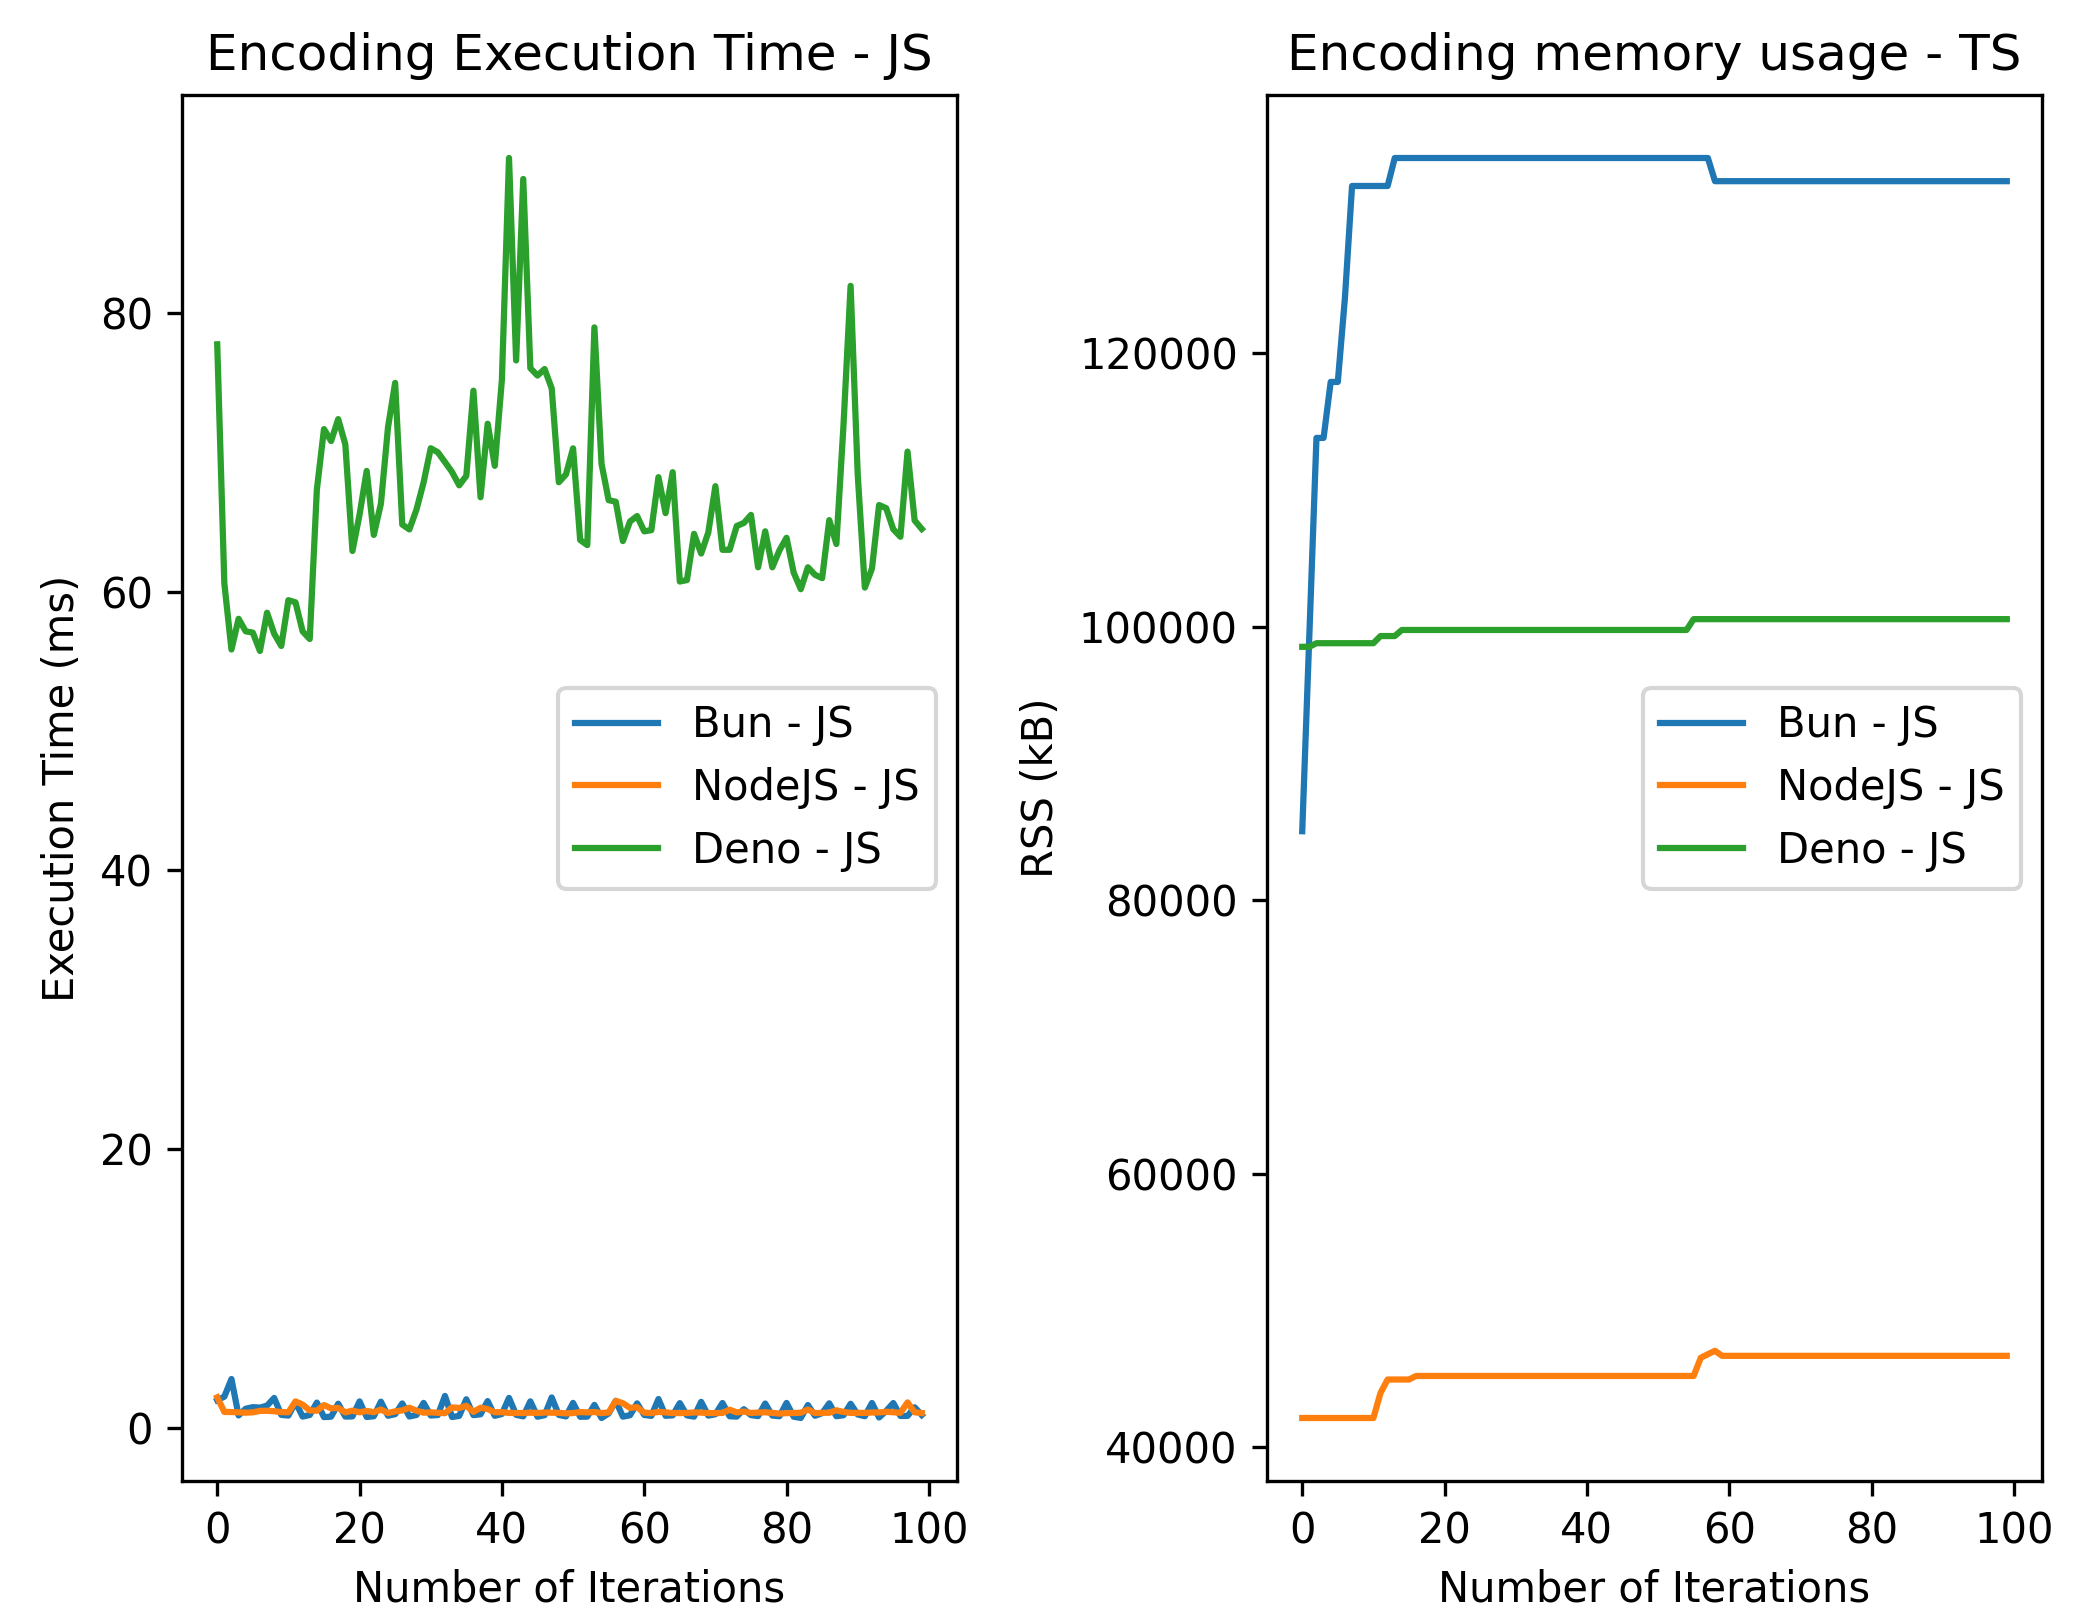 Encoding Execution Time - JS
Execution Time (ms)
80
60
40
20
0
Bun - JS
NodeJS - JS
Deno - JS
0 20 40 60 80 100
Number of Iterations
Encoding memory usage - TS
RSS (kB)
120000
100000
80000
60000
40000
Bun - JS
NodeJS - JS
Deno - JS
0 20 40 60 80 100
Number of Iterations